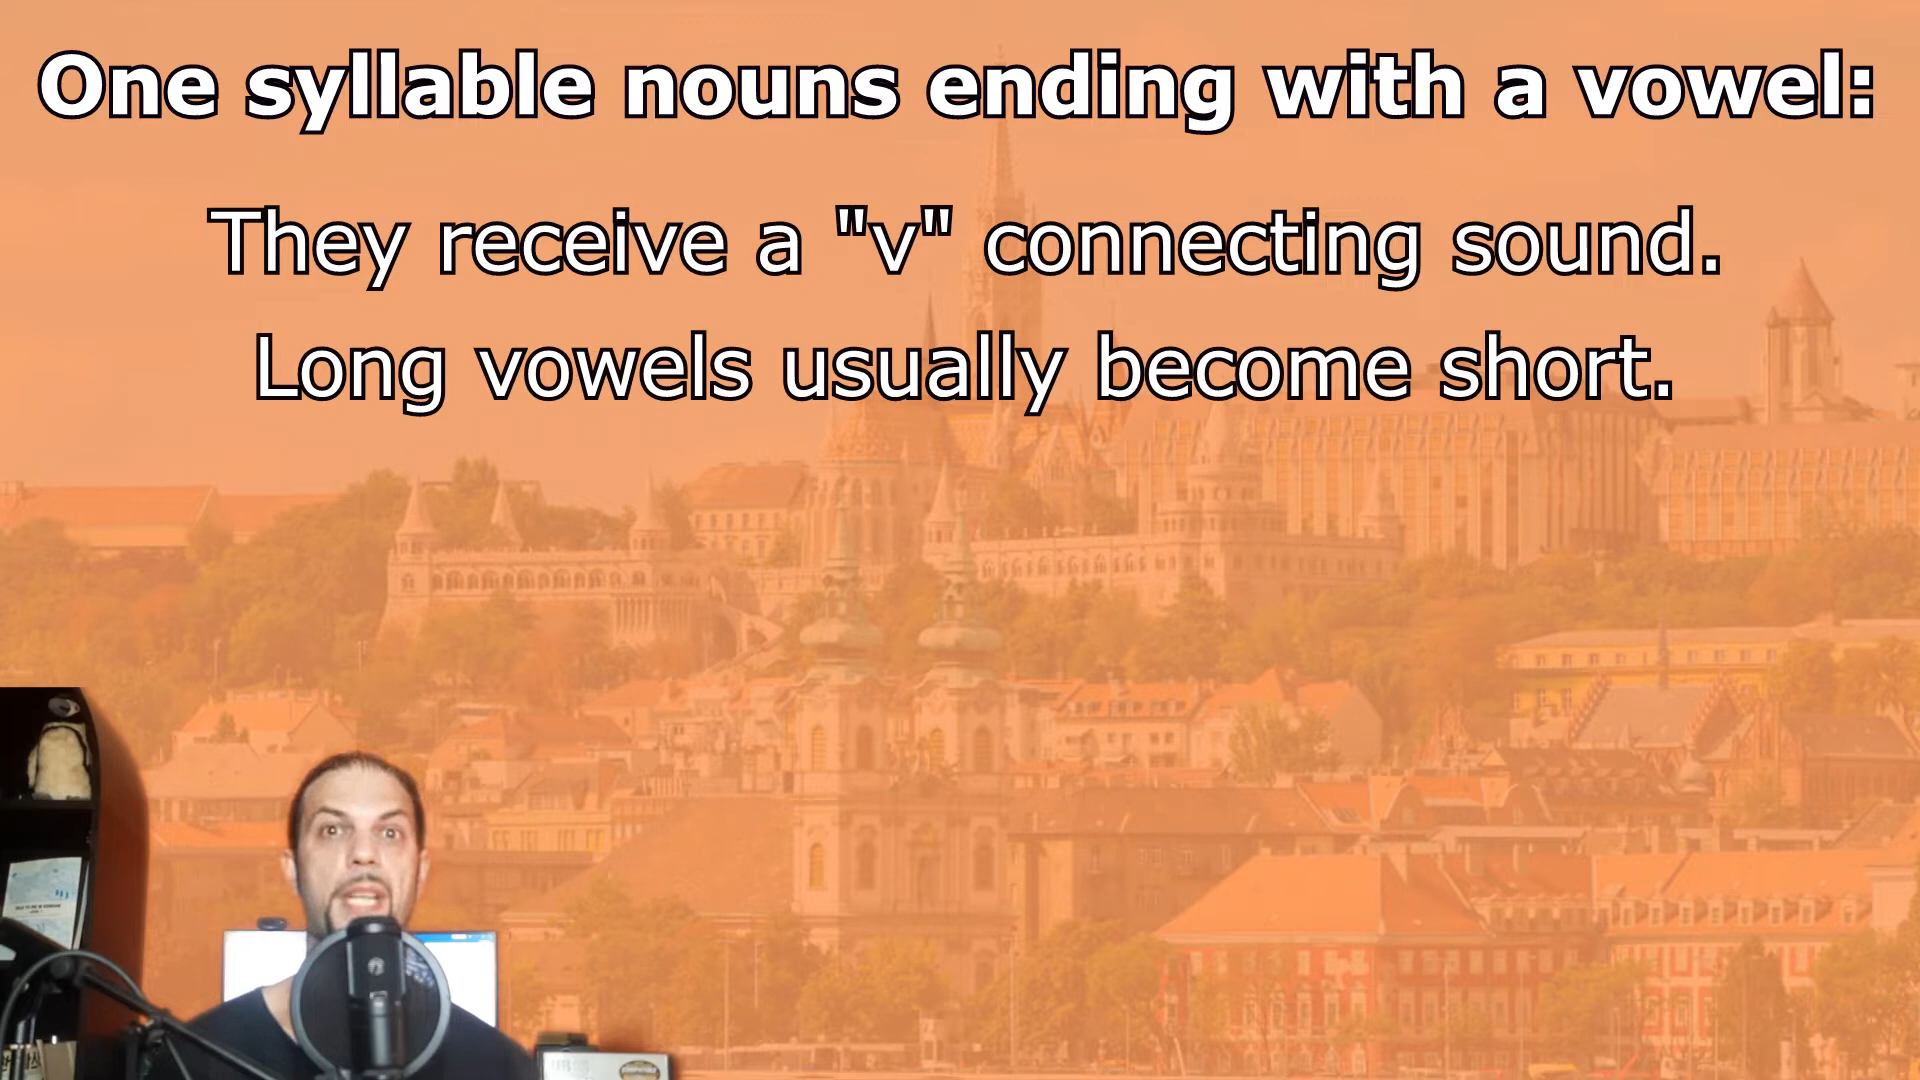 One syllable nouns ending with a vowel:
They receive a "v" connecting sound.
Long vowels usually become short.